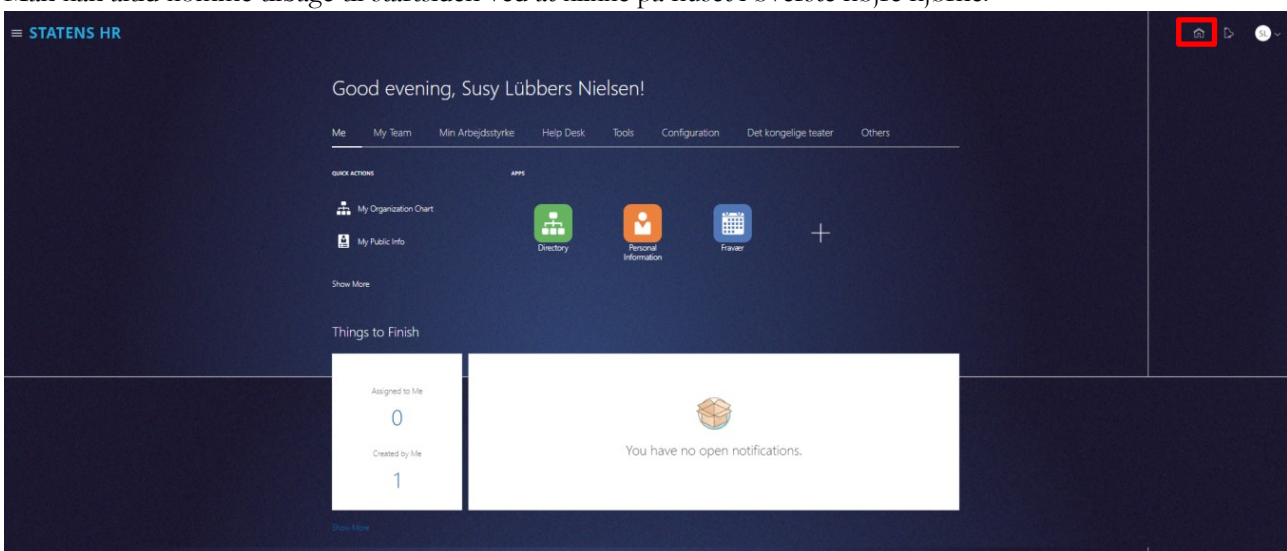 Man kan altid komme tilbage til startsiden ved at klikke på huset i øverste højre hjørne.
STATENS HR
SL
Good evening, Susy Lübbers Nielsen!
Me My Team Min Arbejdsstyrke Help Desk Tools Configuration Det kongelige teater Others
QUICK ACTIONS APPS
My Organization Chart
My Public Info
Directory Personal Information Fravær
Show More
Things to Finish
Assigned to Me
0
Created by Me
1
You have no open notifications.
Show More